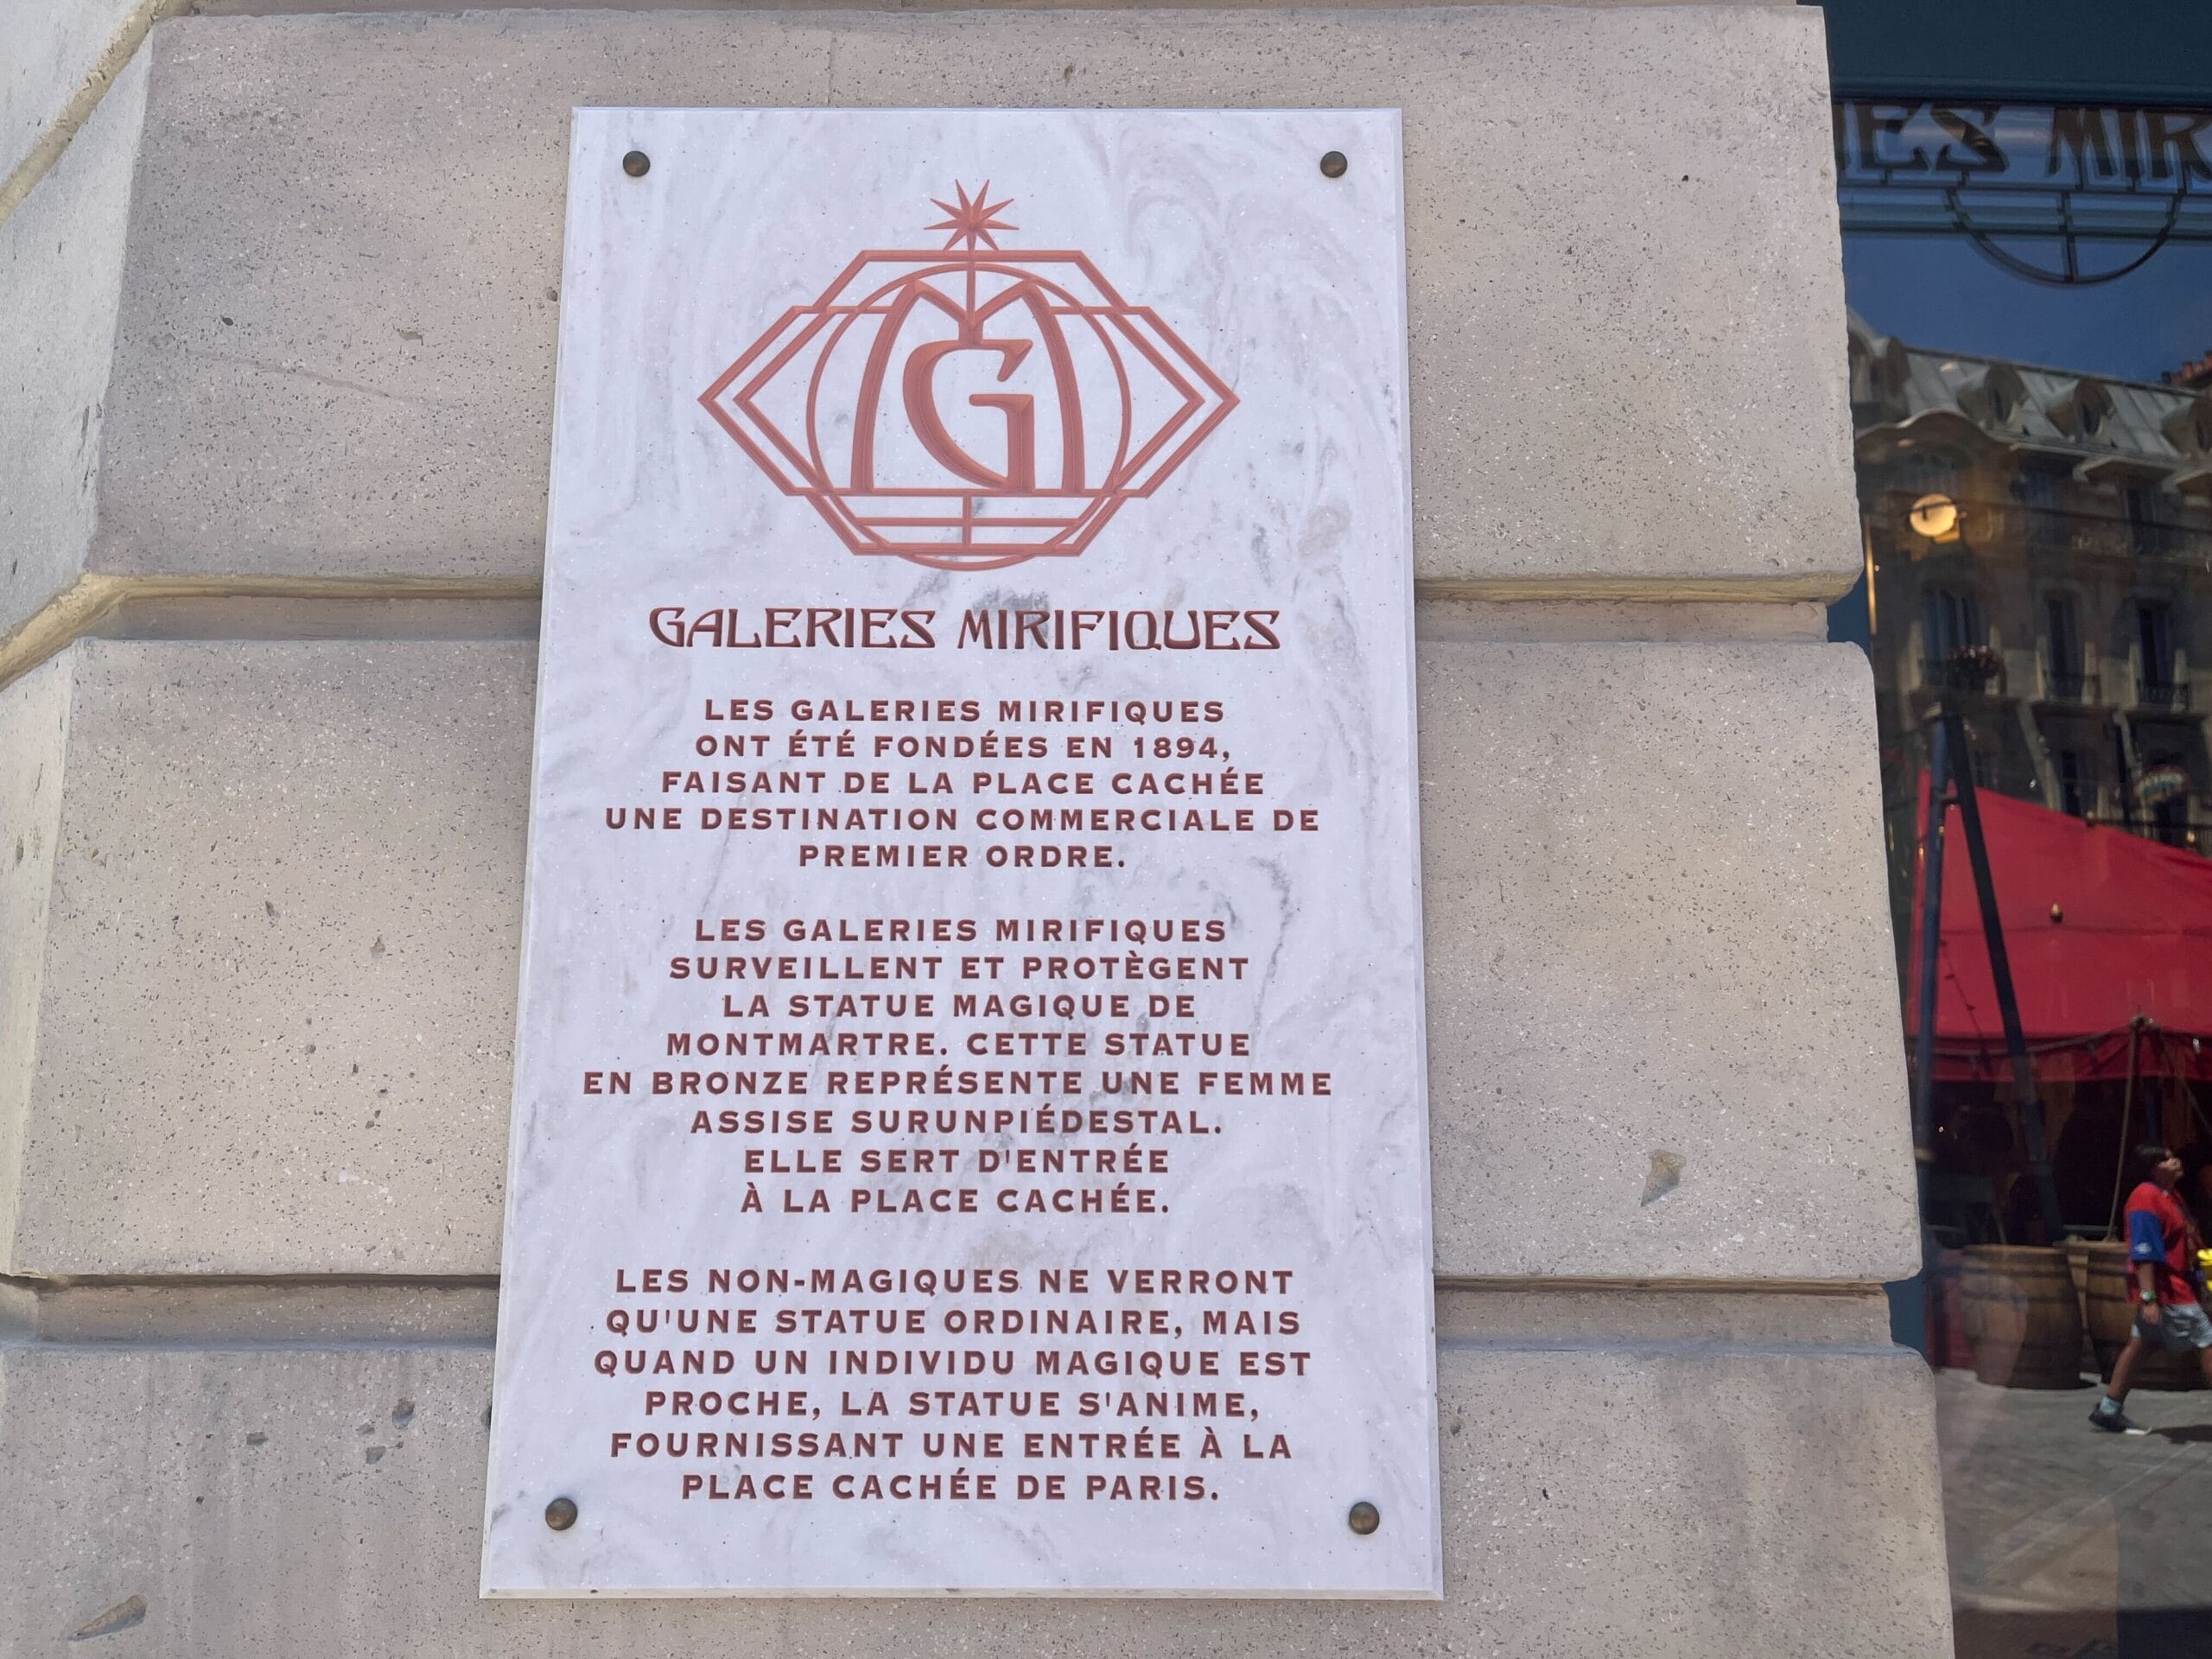 IES MIR
G
GALERIES MIRIFIQUES
LES GALERIES MIRIFIQUES
ONT ÉTÉ FONDÉES EN 1894,
FAISANT DE LA PLACE CACHÉE
UNE DESTINATION COMMERCIALE DE
PREMIER ORDRE.
LES GALERIES MIRIFIQUES
SURVEILLENT ET PROTÈGENT
LA STATUE MAGIQUE DE
MONTMARTRE. CETTE STATUE
EN BRONZE REPRÉSENTE UNE FEMME
ASSISE SURUNPIÉDESTAL.
ELLE SERT D'ENTRÉE
À LA PLACE CACHÉE.
LES NON-MAGIQUES NE VERRONT
QU'UNE STATUE ORDINAIRE, MAIS
QUAND UN INDIVIDU MAGIQUE EST
PROCHE, LA STATUE S'ANIME,
FOURNISSANT UNE ENTRÉE À LA
PLACE CACHÉE DE PARIS.